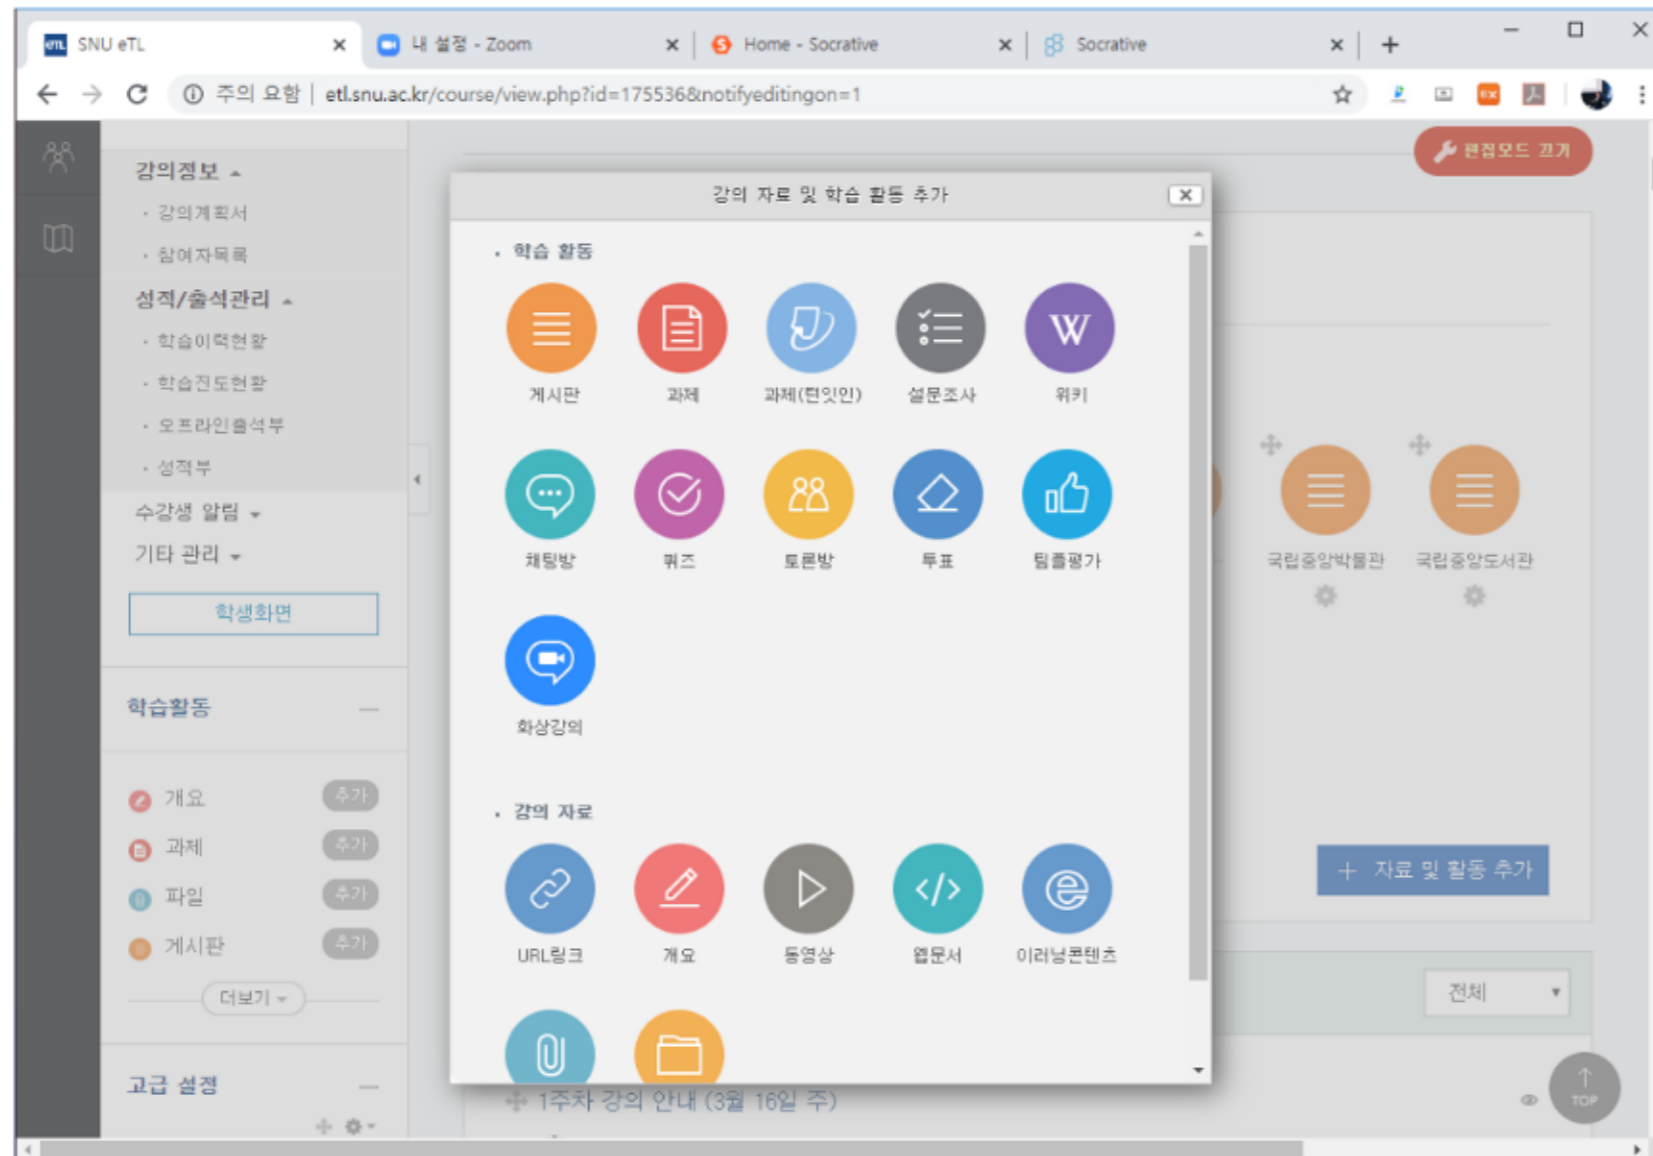 SNU eTL
내 설정 - Zoom
Home - Socrative
Socrative
주의 요함 | etl.snu.ac.kr/course/view.php?id=175536&notifyeditingon=1
편집모드 끄기
강의정보
강의계획서
참여자목록
성적/출석관리
학습이력현황
학습진도현황
오프라인출석부
성적부
수강생 알림
기타 관리
학생화면
학습활동
개요 추가
과제 추가
파일 추가
게시판 추가
더보기
고급 설정
강의 자료 및 학습 활동 추가
학습 활동
게시판 과제 과제(턴잇인) 설문조사 위키
채팅방 퀴즈 토론방 투표 팀플평가
화상강의
강의 자료
URL링크 개요 동영상 웹문서 이러닝콘텐츠
국립중앙박물관 국립중앙도서관
+ 자료 및 활동 추가
전체
1주차 강의 안내 (3월 16일 주)
TOP